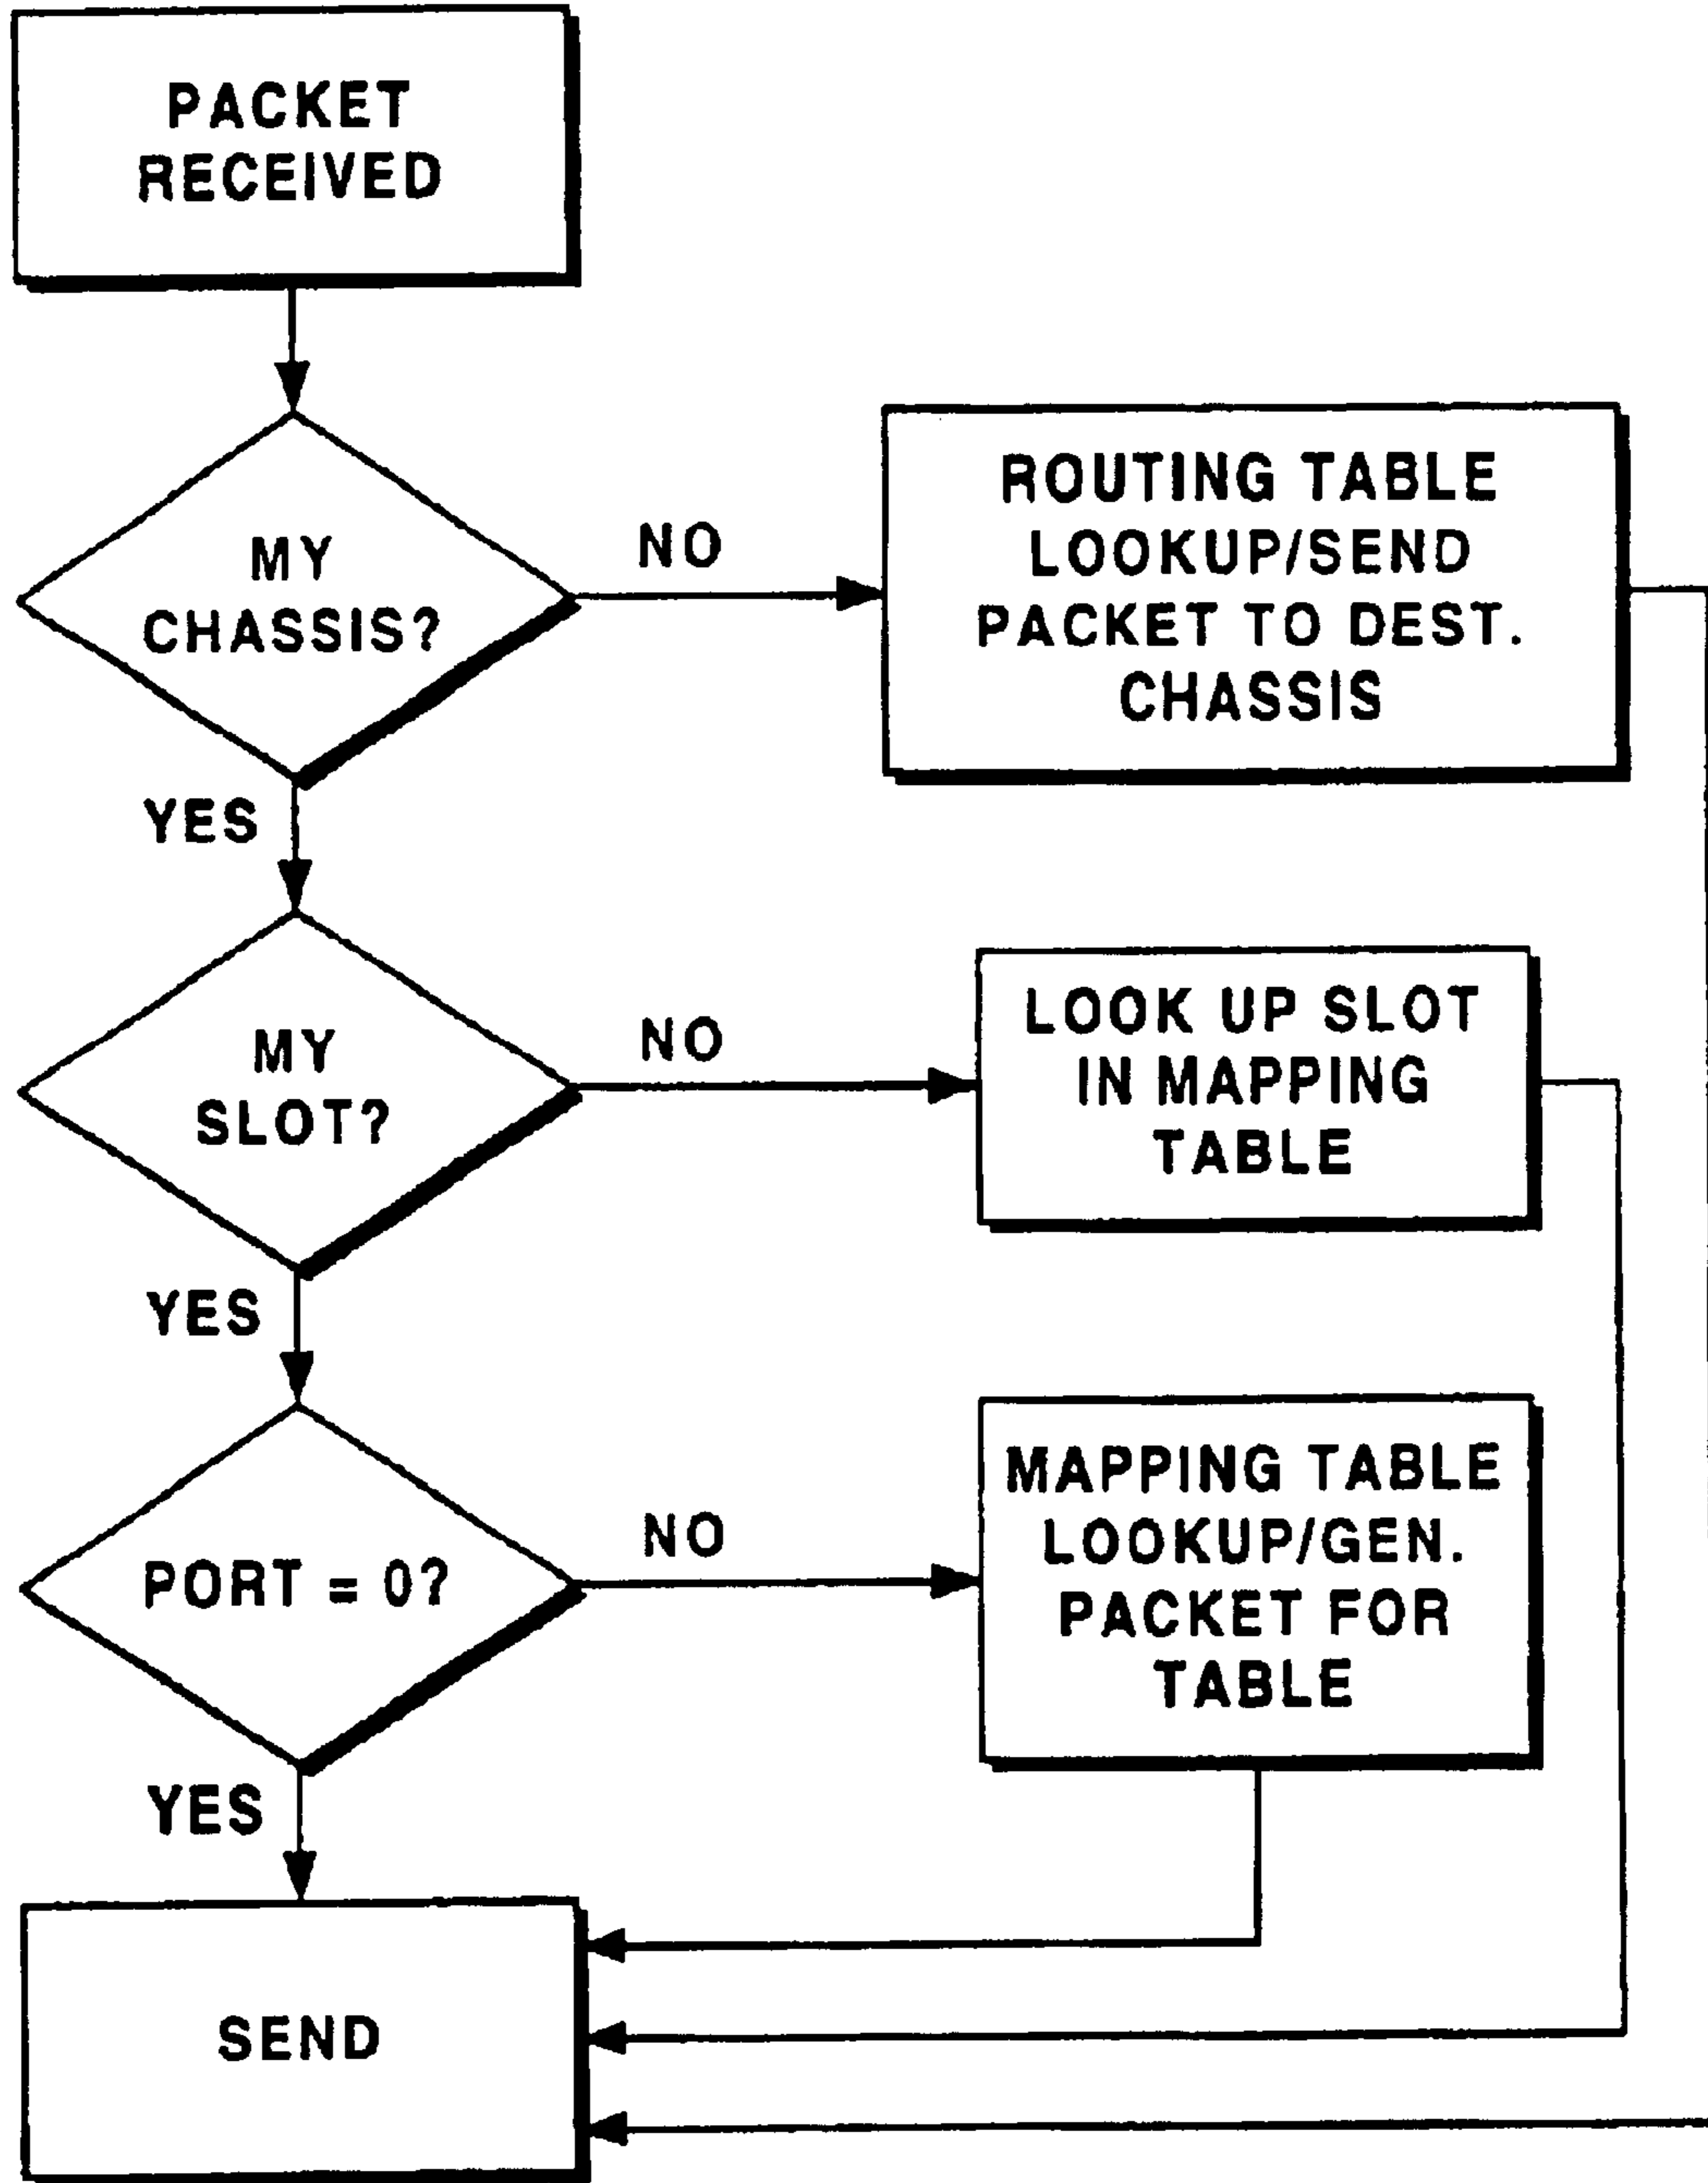 PACKET
RECEIVED
MY
CHASSIS?
NO
ROUTING TABLE
LOOKUP/SEND
PACKET TO DEST.
CHASSIS
YES
MY
SLOT?
NO
LOOK UP SLOT
IN MAPPING
TABLE
YES
PORT = 0?
NO
MAPPING TABLE
LOOKUP/GEN.
PACKET FOR
TABLE
YES
SEND